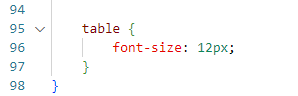 94
95 table {
96 font-size: 12px;
97 }
98 }